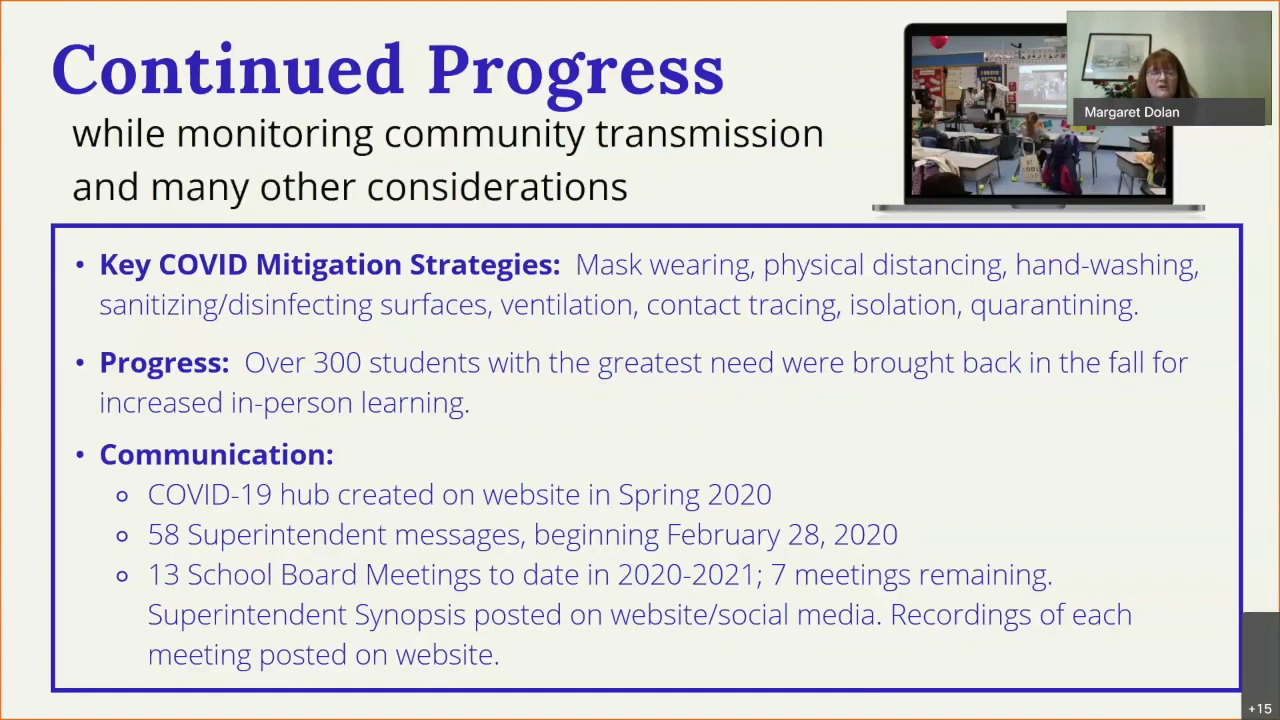 Continued Progress
while monitoring community transmission
and many other considerations
Margaret Dolan
• Key COVID Mitigation Strategies: Mask wearing, physical distancing, hand-washing,
sanitizing/disinfecting surfaces, ventilation, contact tracing, isolation, quarantining.
• Progress: Over 300 students with the greatest need were brought back in the fall for
increased in-person learning.
• Communication:
COVID-19 hub created on website in Spring 2020
58 Superintendent messages, beginning February 28, 2020
13 School Board Meetings to date in 2020-2021; 7 meetings remaining.
Superintendent Synopsis posted on website/social media. Recordings of each
meeting posted on website.
+15